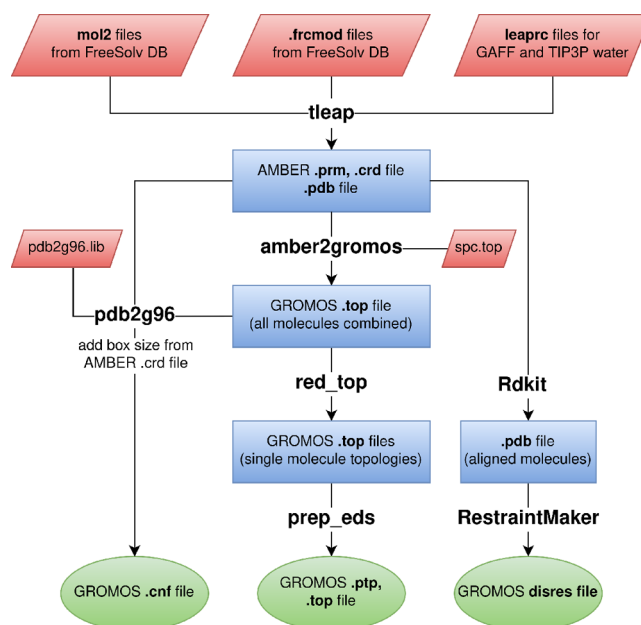 mol2 files
from FreeSolv DB
.frcmod files
from FreeSolv DB
leaprc files for
GAFF and TIP3P water
tleap
AMBER .prm, .crd file
.pdb file
pdb2g96.lib
amber2gromos
spc.top
pdb2g96
add box size from
AMBER .crd file
GROMOS .top file
(all molecules combined)
red_top
Rdkit
GROMOS .top files
(single molecule topologies)
.pdb file
(aligned molecules)
prep_eds
RestraintMaker
GROMOS .cnf file
GROMOS .ptp,
.top file
GROMOS disres file